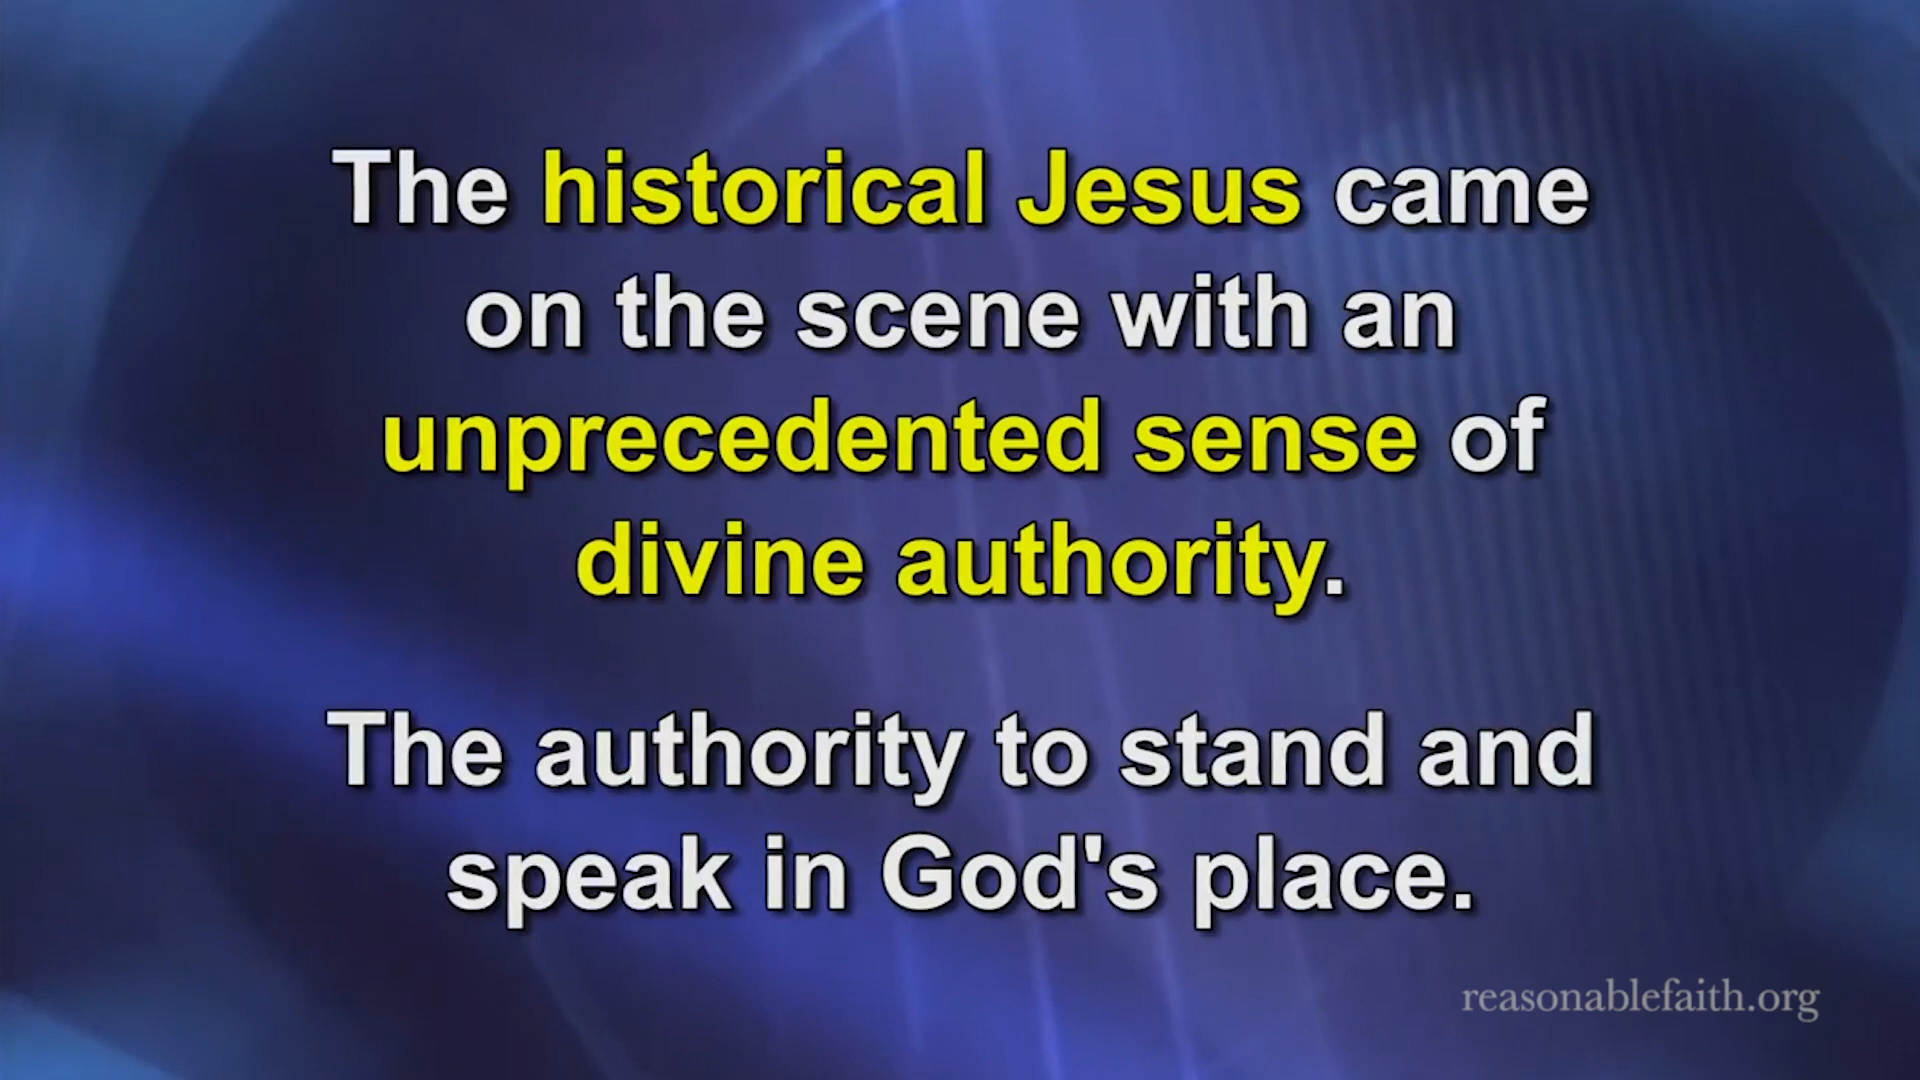 The historical Jesus came
on the scene with an
unprecedented sense of
divine authority.
The authority to stand and
speak in God's place.
reasonablefaith.org